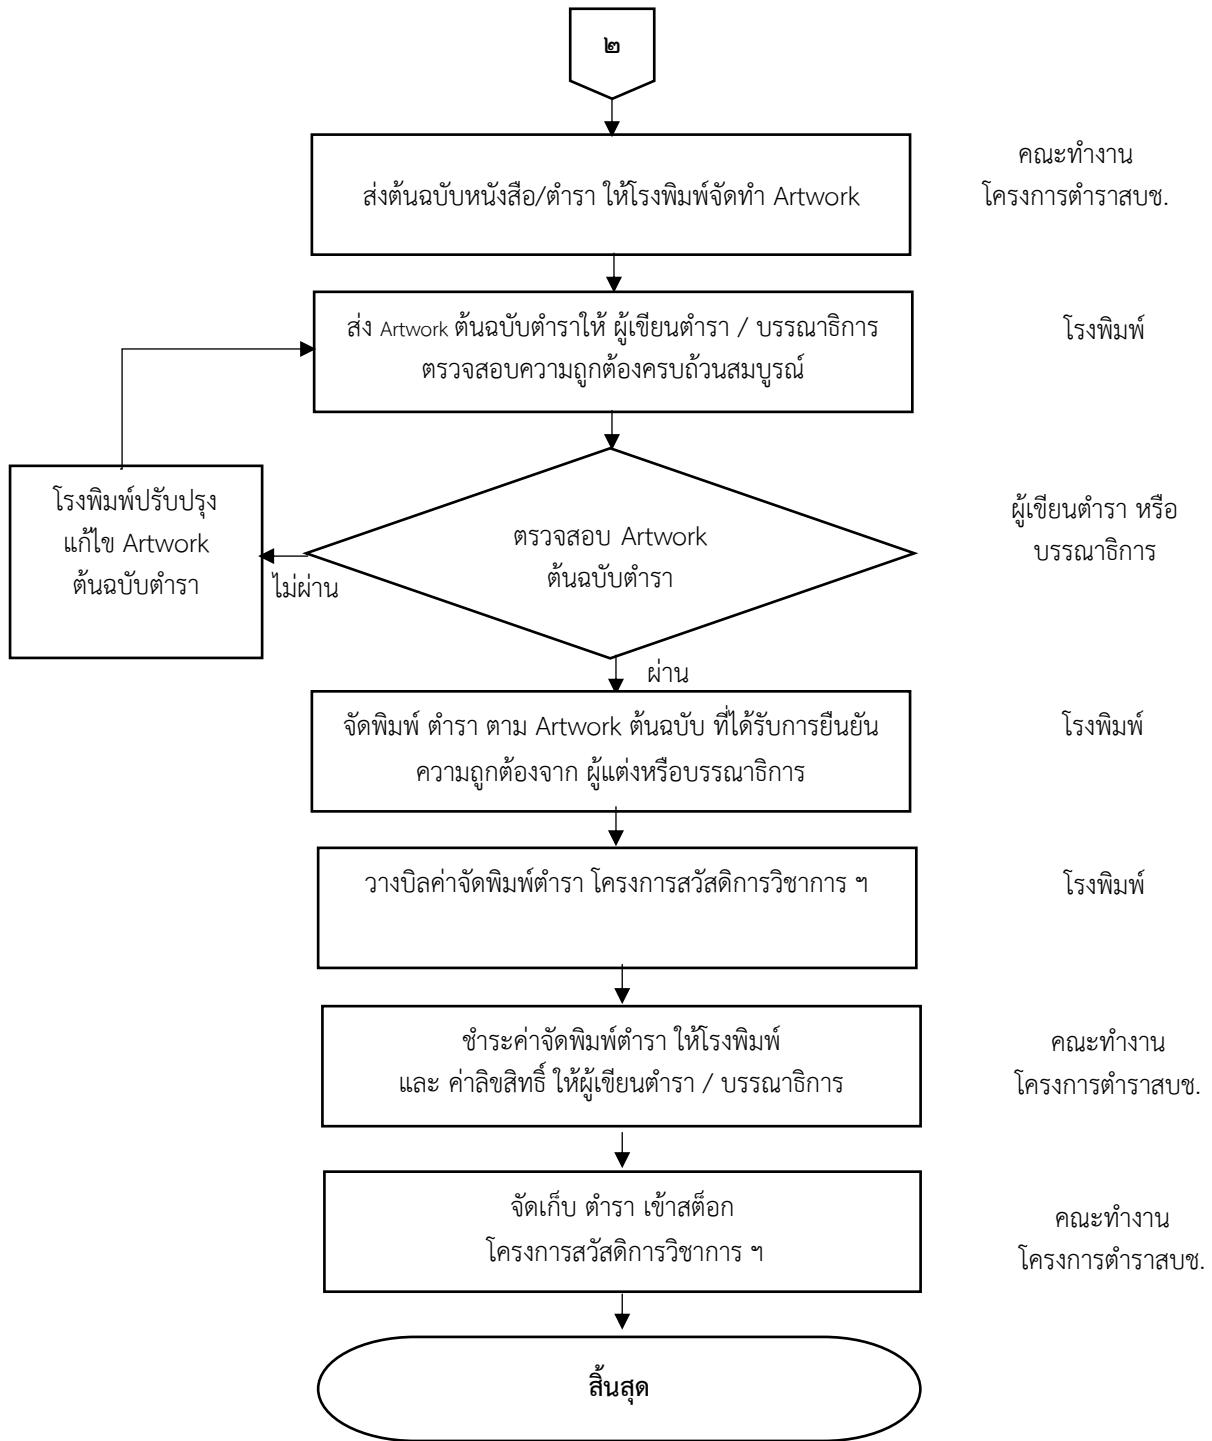 ๒
ส่งต้นฉบับหนังสือ/ตำรา ให้โรงพิมพ์จัดทำ Artwork
คณะทำงาน
โครงการตำราสบช.
ส่ง Artwork ต้นฉบับตำราให้ ผู้เขียนตำรา / บรรณาธิการ
ตรวจสอบความถูกต้องครบถ้วนสมบูรณ์
โรงพิมพ์
โรงพิมพ์ปรับปรุง
แก้ไข Artwork
ต้นฉบับตำรา
ไม่ผ่าน
ตรวจสอบ Artwork
ต้นฉบับตำรา
ผู้เขียนตำรา หรือ
บรรณาธิการ
ผ่าน
จัดพิมพ์ ตำรา ตาม Artwork ต้นฉบับ ที่ได้รับการยืนยัน
ความถูกต้องจาก ผู้แต่งหรือบรรณาธิการ
โรงพิมพ์
วางบิลค่าจัดพิมพ์ตำรา โครงการสวัสดิการวิชาการ ฯ
โรงพิมพ์
ชำระค่าจัดพิมพ์ตำรา ให้โรงพิมพ์
และ ค่าลิขสิทธิ์ ให้ผู้เขียนตำรา / บรรณาธิการ
คณะทำงาน
โครงการตำราสบช.
จัดเก็บ ตำรา เข้าสต็อก
โครงการสวัสดิการวิชาการ ฯ
คณะทำงาน
โครงการตำราสบช.
สิ้นสุด